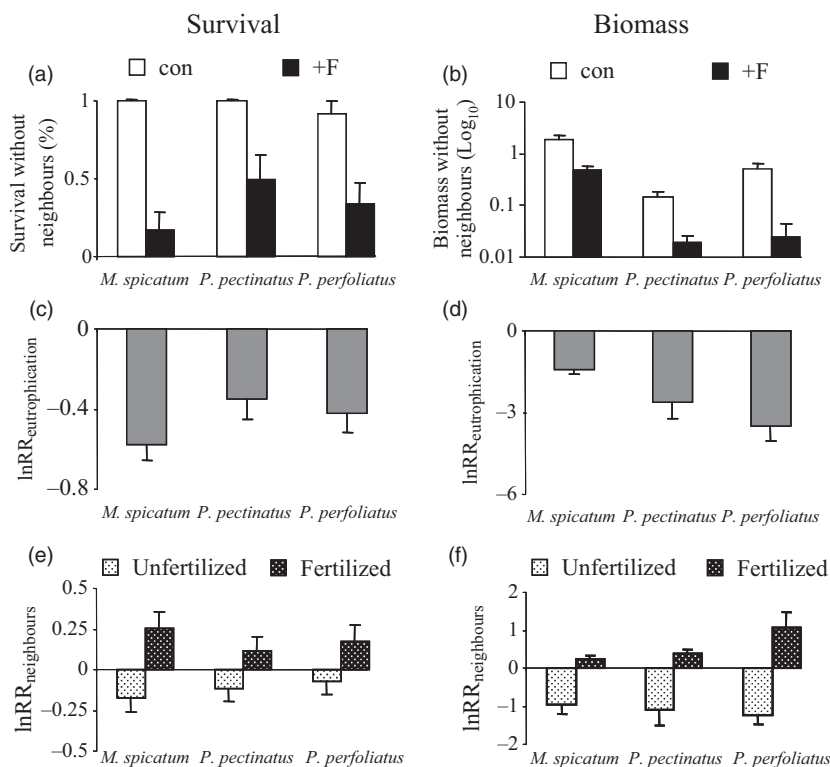 Survival
Biomass
(a)
con
+F
Survival without
neighbours (%)
1
0.5
0
M. spicatum P. pectinatus P. perfoliatus
(b)
con
+F
Biomass without
neighbours (Log10)
10
1
0.1
0.01
M. spicatum P. pectinatus P. perfoliatus
(c)
lnRReutrophication
–0
–0.4
–0.8
M. spicatum P. pectinatus P. perfoliatus
(d)
lnRReutrophication
0
–3
–6
M. spicatum P. pectinatus P. perfoliatus
(e)
Unfertilized
Fertilized
lnRRneighbours
0.5
0.25
0
–0.25
–0.5
M. spicatum P. pectinatus P. perfoliatus
(f)
Unfertilized
Fertilized
lnRRneighbours
2
1
0
–1
–2
M. spicatum P. pectinatus P. perfoliatus